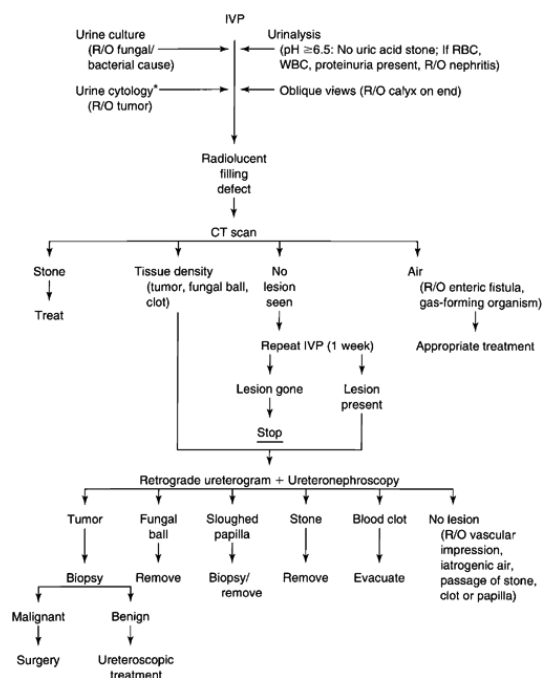 IVP
Urine culture
(R/O fungal/
bacterial cause)
Urinalysis
(pH ≥6.5: No uric acid stone; If RBC,
WBC, proteinuria present, R/O nephritis)
Urine cytology*
(R/O tumor)
Oblique views (R/O calyx on end)
Radiolucent
filling
defect
CT scan
Stone
Treat
Tissue density
(tumor, fungal ball,
clot)
No
lesion
seen
Air
(R/O enteric fistula,
gas-forming organism)
Repeat IVP (1 week)
Appropriate treatment
Lesion gone
Lesion
present
Stop
Retrograde ureterogram + Ureteronephroscopy
Tumor
Biopsy
Fungal
ball
Remove
Sloughed
papilla
Biopsy/
remove
Stone
Remove
Blood clot
Evacuate
No lesion
(R/O vascular
impression,
iatrogenic air,
passage of stone,
clot or papilla)
Malignant
Surgery
Benign
Ureteroscopic
treatment